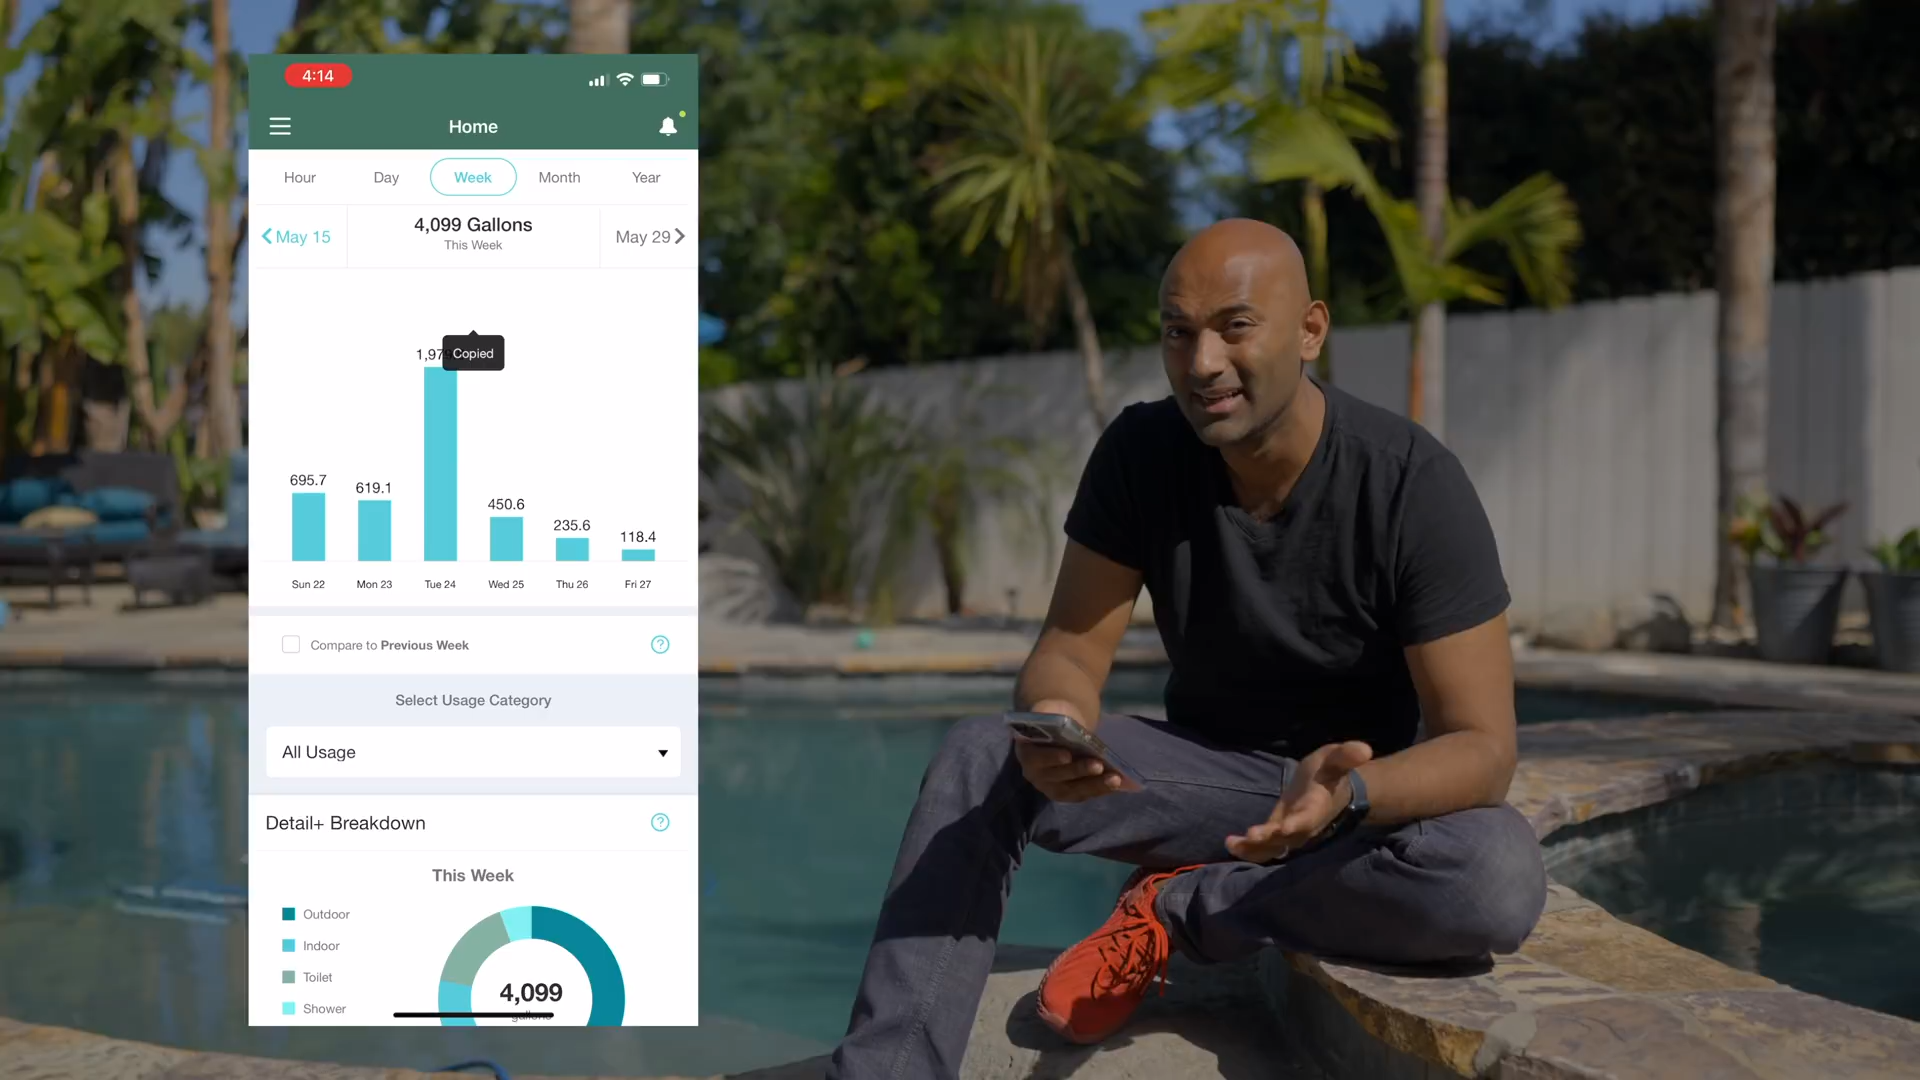 4:14
Home
Hour Day Week Month Year
May 15
4,099 Gallons
This Week
May 29
Copied
695.7
619.1
450.6
235.6
118.4
Sun 22 Mon 23 Tue 24 Wed 25 Thu 26 Fri 27
Compare to Previous Week
?
Select Usage Category
All Usage
Detail+ Breakdown
?
This Week
Outdoor
Indoor
Toilet
Shower
4,099
gallons